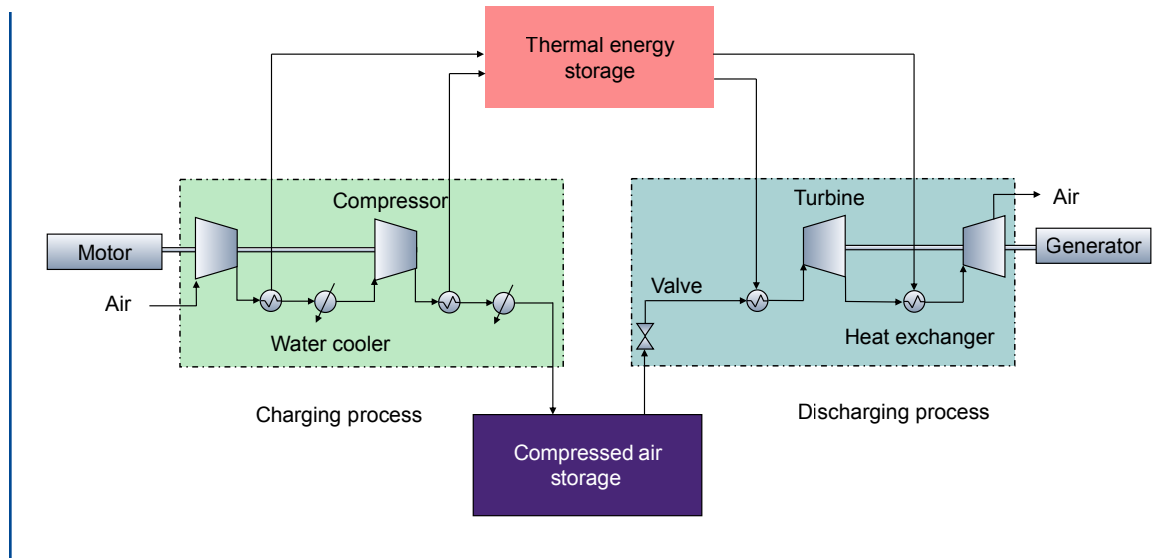 Thermal energy
storage
Compressor
Turbine
Air
Motor
Generator
Air
Valve
Water cooler
Heat exchanger
Charging process
Discharging process
Compressed air
storage